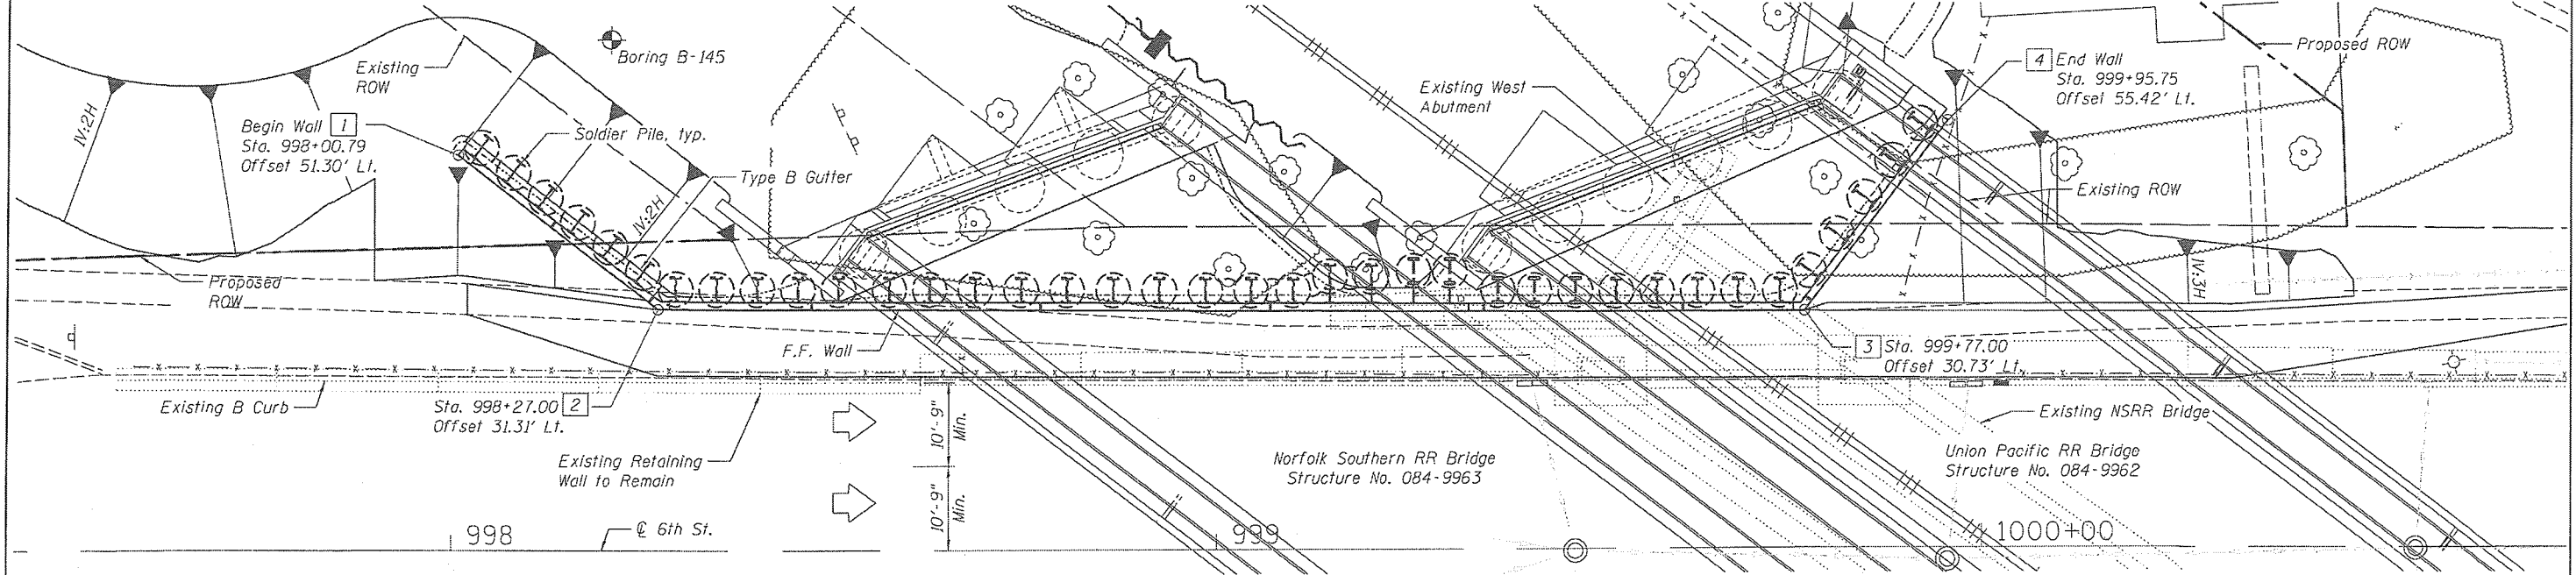 Boring B-145
Existing
ROW
Begin Wall 1
Sta. 998+00.79
Offset 51.30' Lt.
1V:2H
Soldier Pile, typ.
1V:2H
Type B Gutter
Existing West
Abutment
Proposed ROW
4 End Wall
Sta. 999+95.75
Offset 55.42' Lt.
Existing ROW
1V:3H
Proposed
ROW
F.F. Wall
3 Sta. 999+77.00
Offset 30.73' Lt.
Existing B Curb
Sta. 998+27.00 2
Offset 31.31' Lt.
Existing NSRR Bridge
Existing Retaining
Wall to Remain
10'-9"
Min.
10'-9"
Min.
Norfolk Southern RR Bridge
Structure No. 084-9963
Union Pacific RR Bridge
Structure No. 084-9962
998
℄ 6th St.
999
1000+00